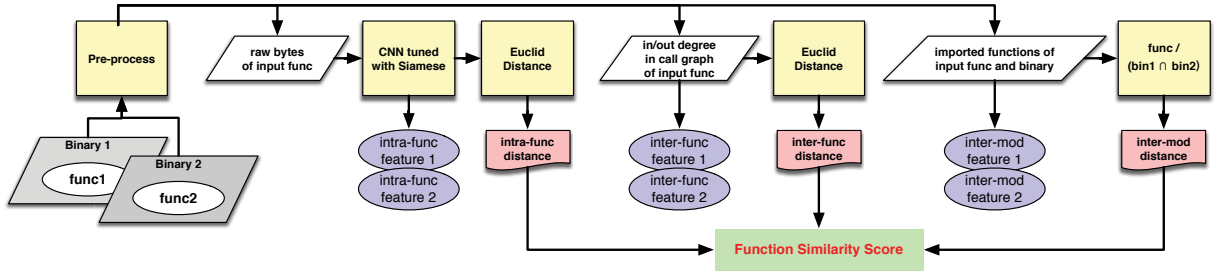 Pre-process
Binary 1
func1
Binary 2
func2
raw bytes
of input func
CNN tuned
with Siamese
Euclid
Distance
intra-func
feature 1
intra-func
feature 2
intra-func
distance
in/out degree
in call graph
of input func
Euclid
Distance
inter-func
feature 1
inter-func
feature 2
inter-func
distance
imported functions of
input func and binary
func /
(bin1 ∩ bin2)
inter-mod
feature 1
inter-mod
feature 2
inter-mod
distance
Function Similarity Score